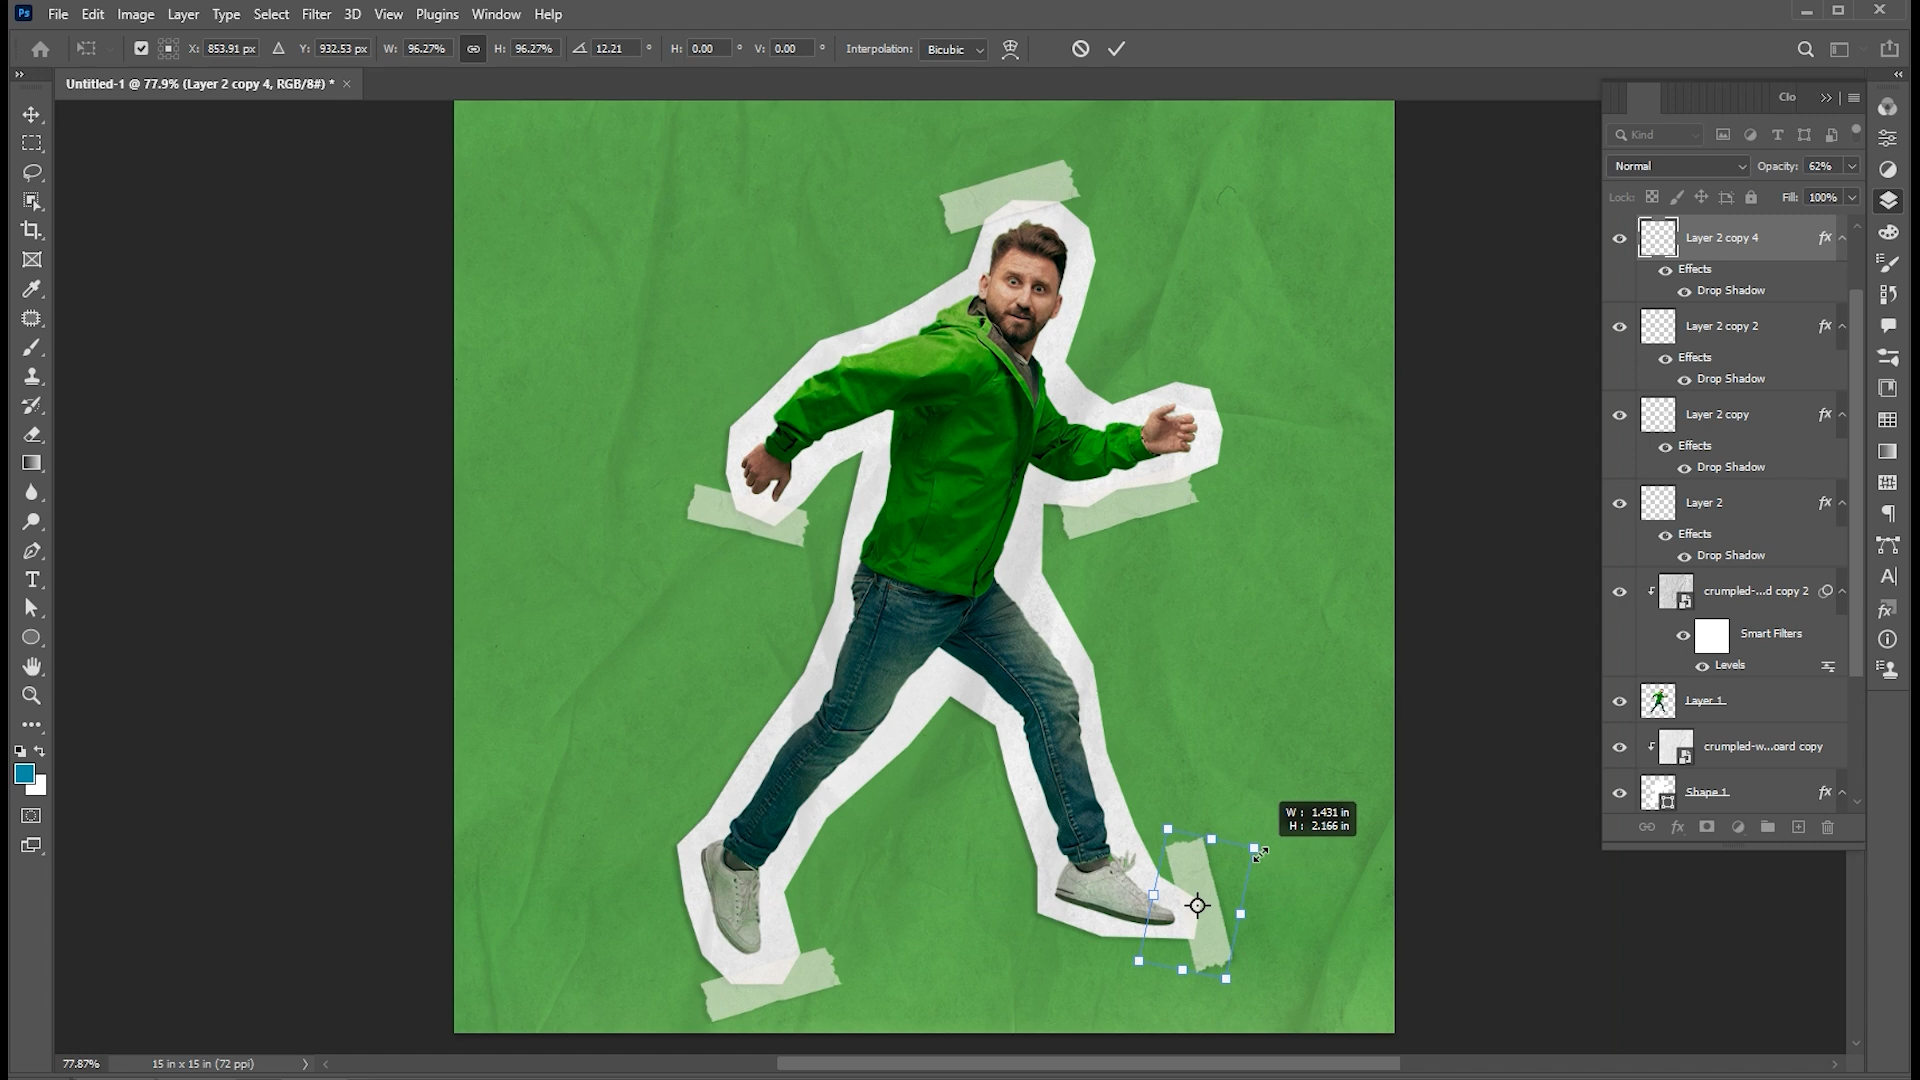 Ps File Edit Image Layer Type Select Filter 3D View Plugins Window Help
X: 853.91 px Y: 932.53 px W: 96.27% H: 96.27% 12.21 ° H: 0.00 ° V: 0.00 ° Interpolation: Bicubic
Untitled-1 @ 77.9% (Layer 2 copy 4, RGB/8#) * ×
Clo
Kind
Normal Opacity: 62%
Lock: Fill: 100%
Layer 2 copy 4 fx
Effects
Drop Shadow
Layer 2 copy 2 fx
Effects
Drop Shadow
Layer 2 copy fx
Effects
Drop Shadow
Layer 2 fx
Effects
Drop Shadow
crumpled-...d copy 2
Smart Filters
Levels
Layer 1
crumpled-w...oard copy
Shape 1 fx
W : 1.431 in
H : 2.166 in
77.87% 15 in x 15 in (72 ppi)